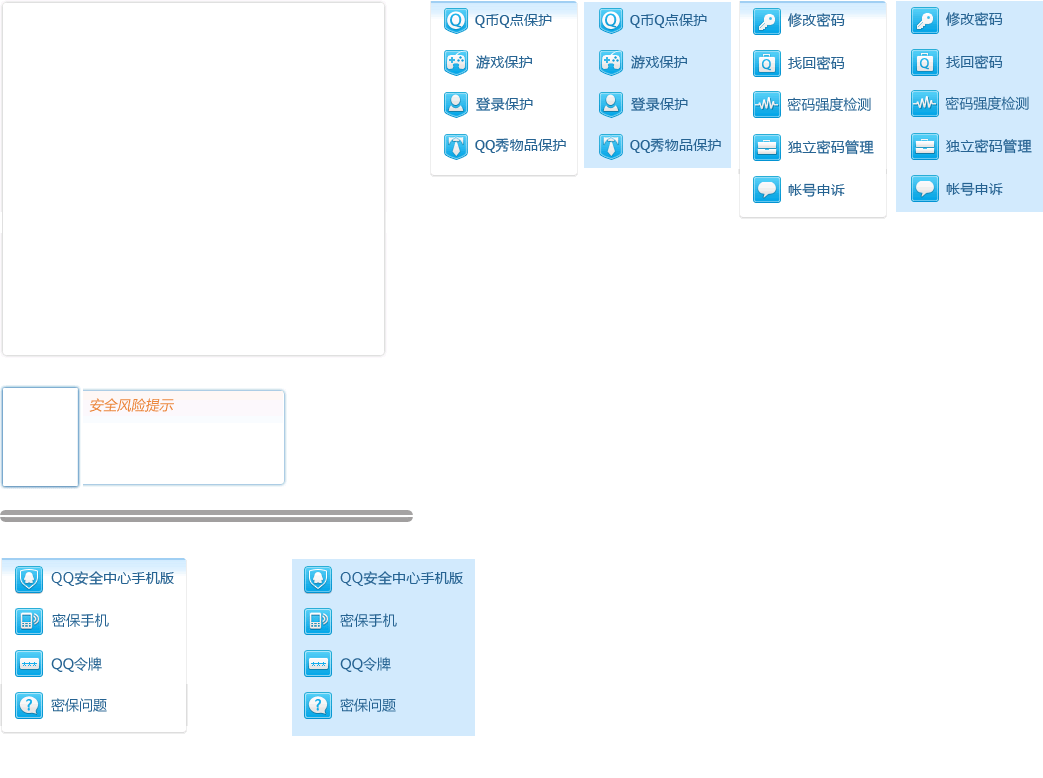 Q币Q点保护
游戏保护
登录保护
QQ秀物品保护
Q币Q点保护
游戏保护
登录保护
QQ秀物品保护
修改密码
找回密码
密码强度检测
独立密码管理
帐号申诉
修改密码
找回密码
密码强度检测
独立密码管理
帐号申诉
安全风险提示
QQ安全中心手机版
密保手机
QQ令牌
密保问题
QQ安全中心手机版
密保手机
QQ令牌
密保问题